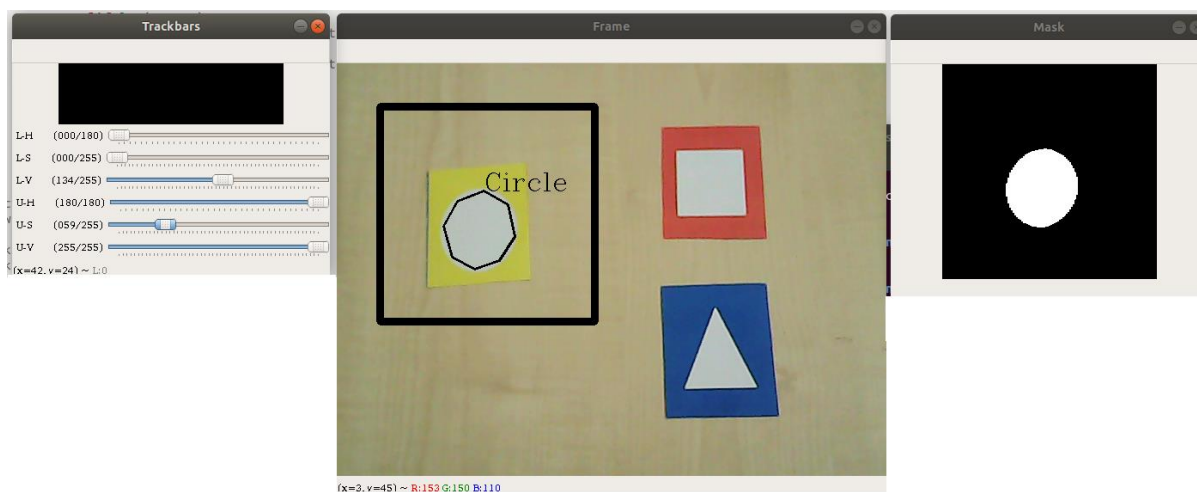 Trackbars
L-H (000/180)
L-S (000/255)
L-V (134/255)
U-H (180/180)
U-S (059/255)
U-V (255/255)
(x=42, y=24) ~ L:0
Frame
Circle
(x=3, y=45) ~ R:153 G:150 B:110
Mask